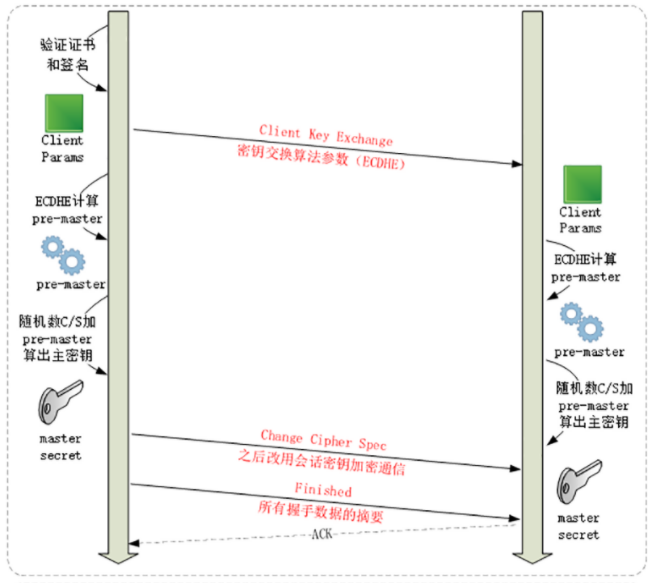 验证证书
和签名
Client
Params
Client Key Exchange
密钥交换算法参数（ECDHE）
Client
Params
ECDHE计算
pre-master
pre-master
ECDHE计算
pre-master
pre-master
随机数C/S加
pre-master
算出主密钥
master
secret
随机数C/S加
pre-master
算出主密钥
master
secret
Change Cipher Spec
之后改用会话密钥加密通信
Finished
所有握手数据的摘要
ACK